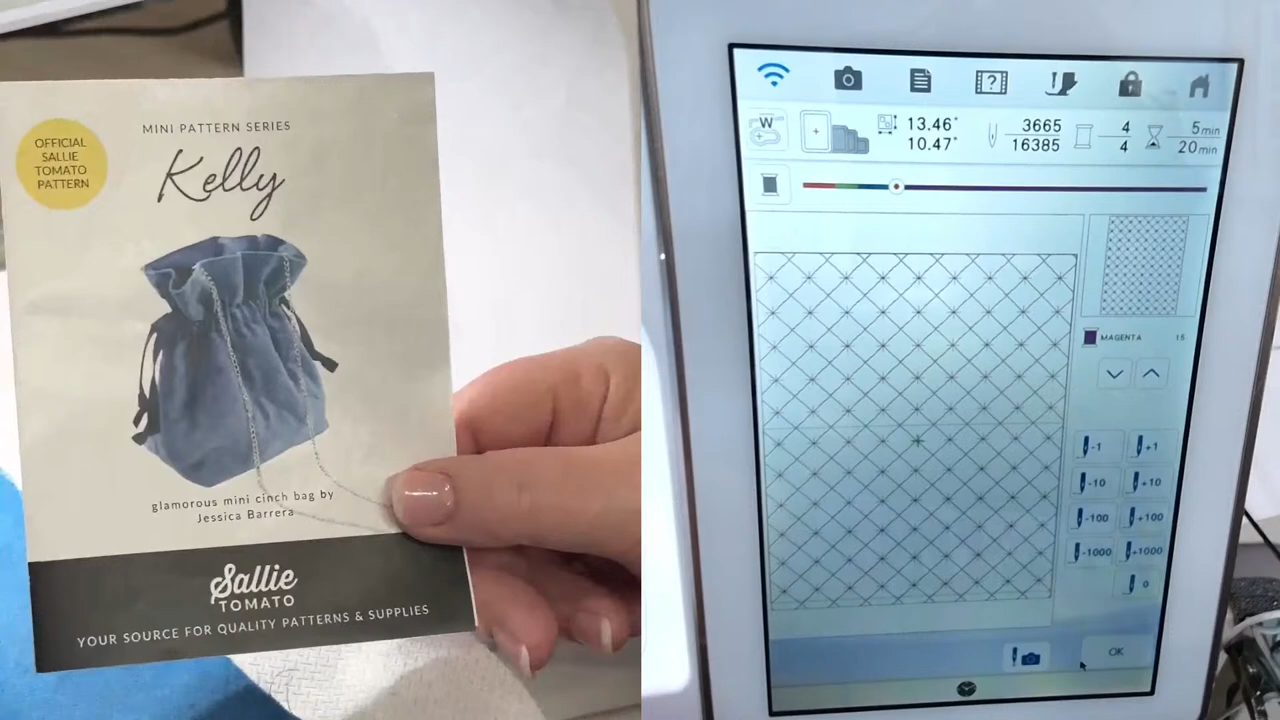 OFFICIAL
SALLIE
TOMATO
PATTERN
MINI PATTERN SERIES
Kelly
glamorous mini cinch bag by
Jessica Barrera
Sallie
TOMATO
YOUR SOURCE FOR QUALITY PATTERNS & SUPPLIES
W
13.46"
10.47"
3665
16385
4
4
5min
20min
MAGENTA 15
-1 +1
-10 +10
-100 +100
-1000 +1000
0
OK